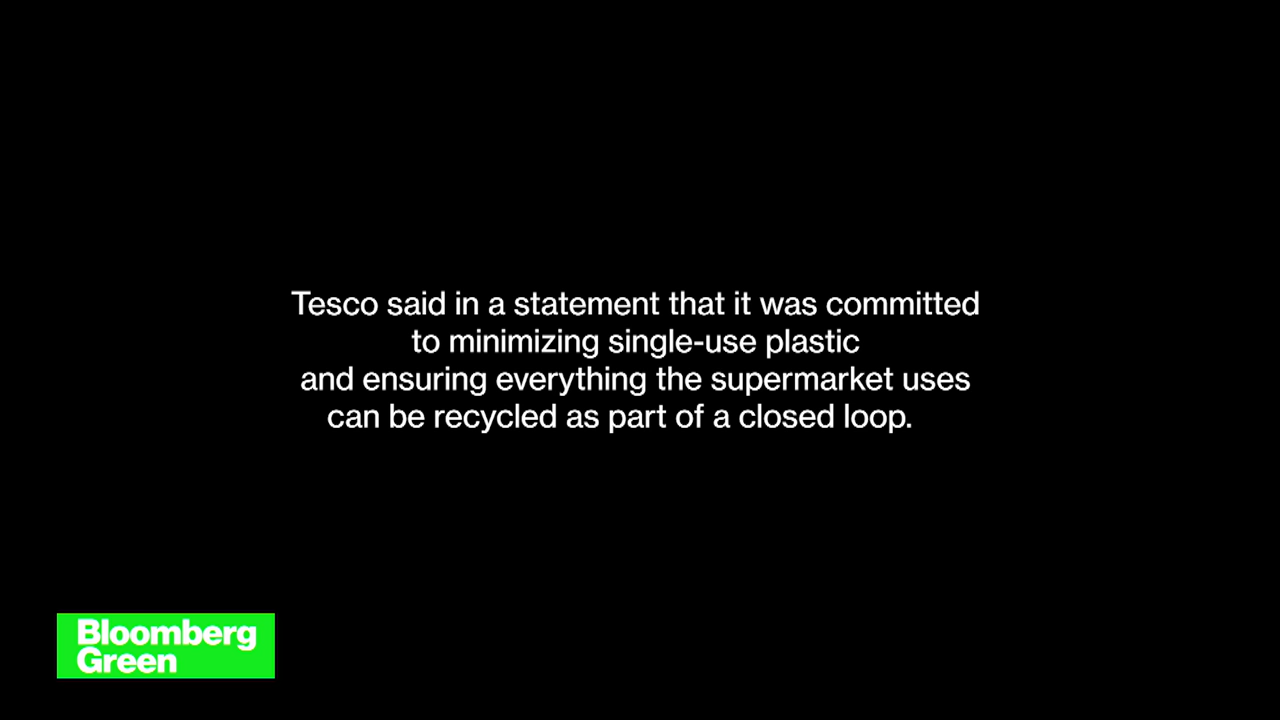 Tesco said in a statement that it was committed
to minimizing single-use plastic
and ensuring everything the supermarket uses
can be recycled as part of a closed loop.
Bloomberg
Green